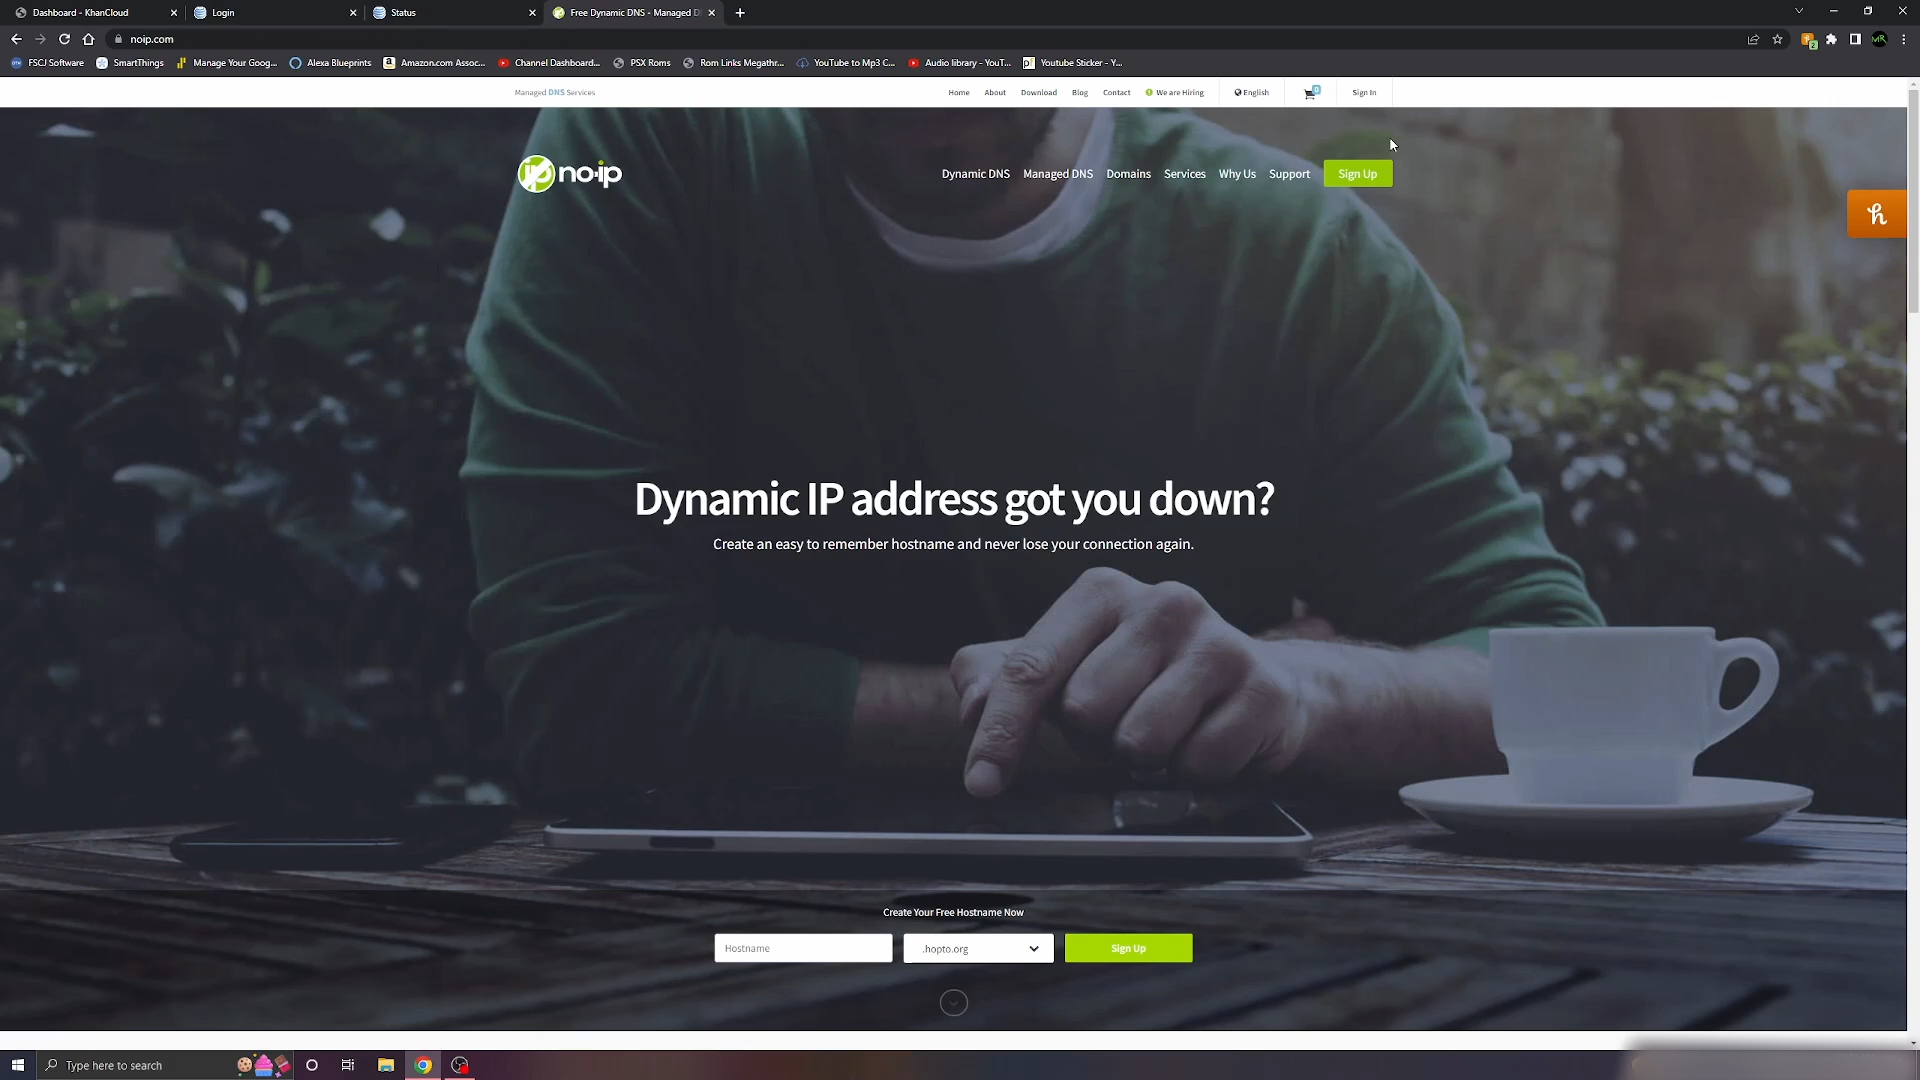 Dashboard - KhanCloud
Login
Status
Free Dynamic DNS - Managed D
noip.com
2
MR
FSCJ Software
SmartThings
Manage Your Goog...
Alexa Blueprints
Amazon.com Assoc...
Channel Dashboard...
PSX Roms
Rom Links Megathr...
YouTube to Mp3 C...
Audio library - YouT...
Youtube Sticker - Y...
Managed DNS Services
Home
About
Download
Blog
Contact
We are Hiring
English
0
Sign In
no-ip
Dynamic DNS
Managed DNS
Domains
Services
Why Us
Support
Sign Up
h
Dynamic IP address got you down?
Create an easy to remember hostname and never lose your connection again.
Create Your Free Hostname Now
Hostname
.hopto.org
Sign Up
Type here to search